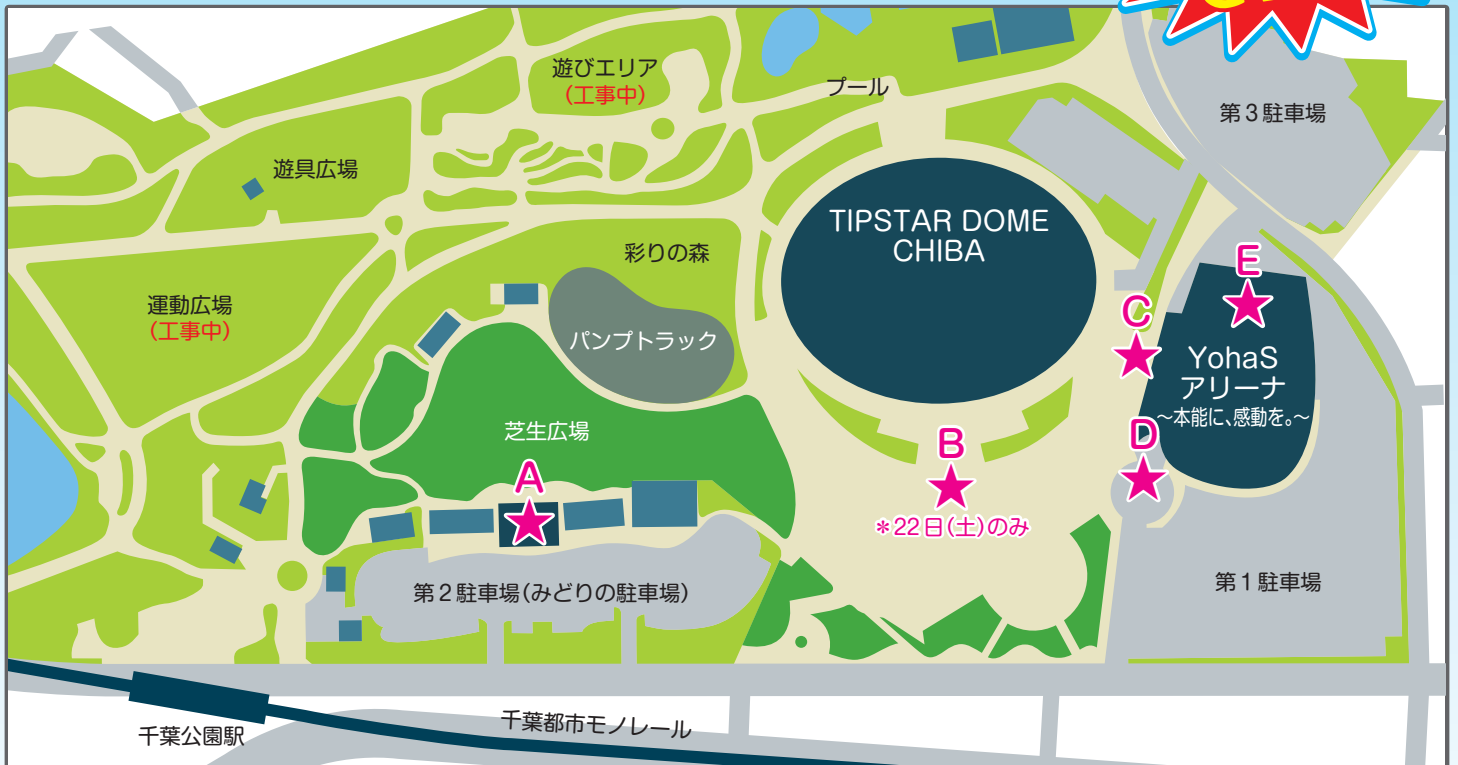 遊びエリア
(工事中)
プール
第3駐車場
遊具広場
TIPSTAR DOME
CHIBA
彩りの森
E
運動広場
(工事中)
C
パンプトラック
YohaS
アリーナ
～本能に、感動を。～
芝生広場
B
D
A
＊22日(土)のみ
第2駐車場(みどりの駐車場)
第1駐車場
千葉公園駅
千葉都市モノレール